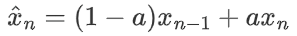 x̂ₙ = (1 − a)xₙ₋₁ + axₙ